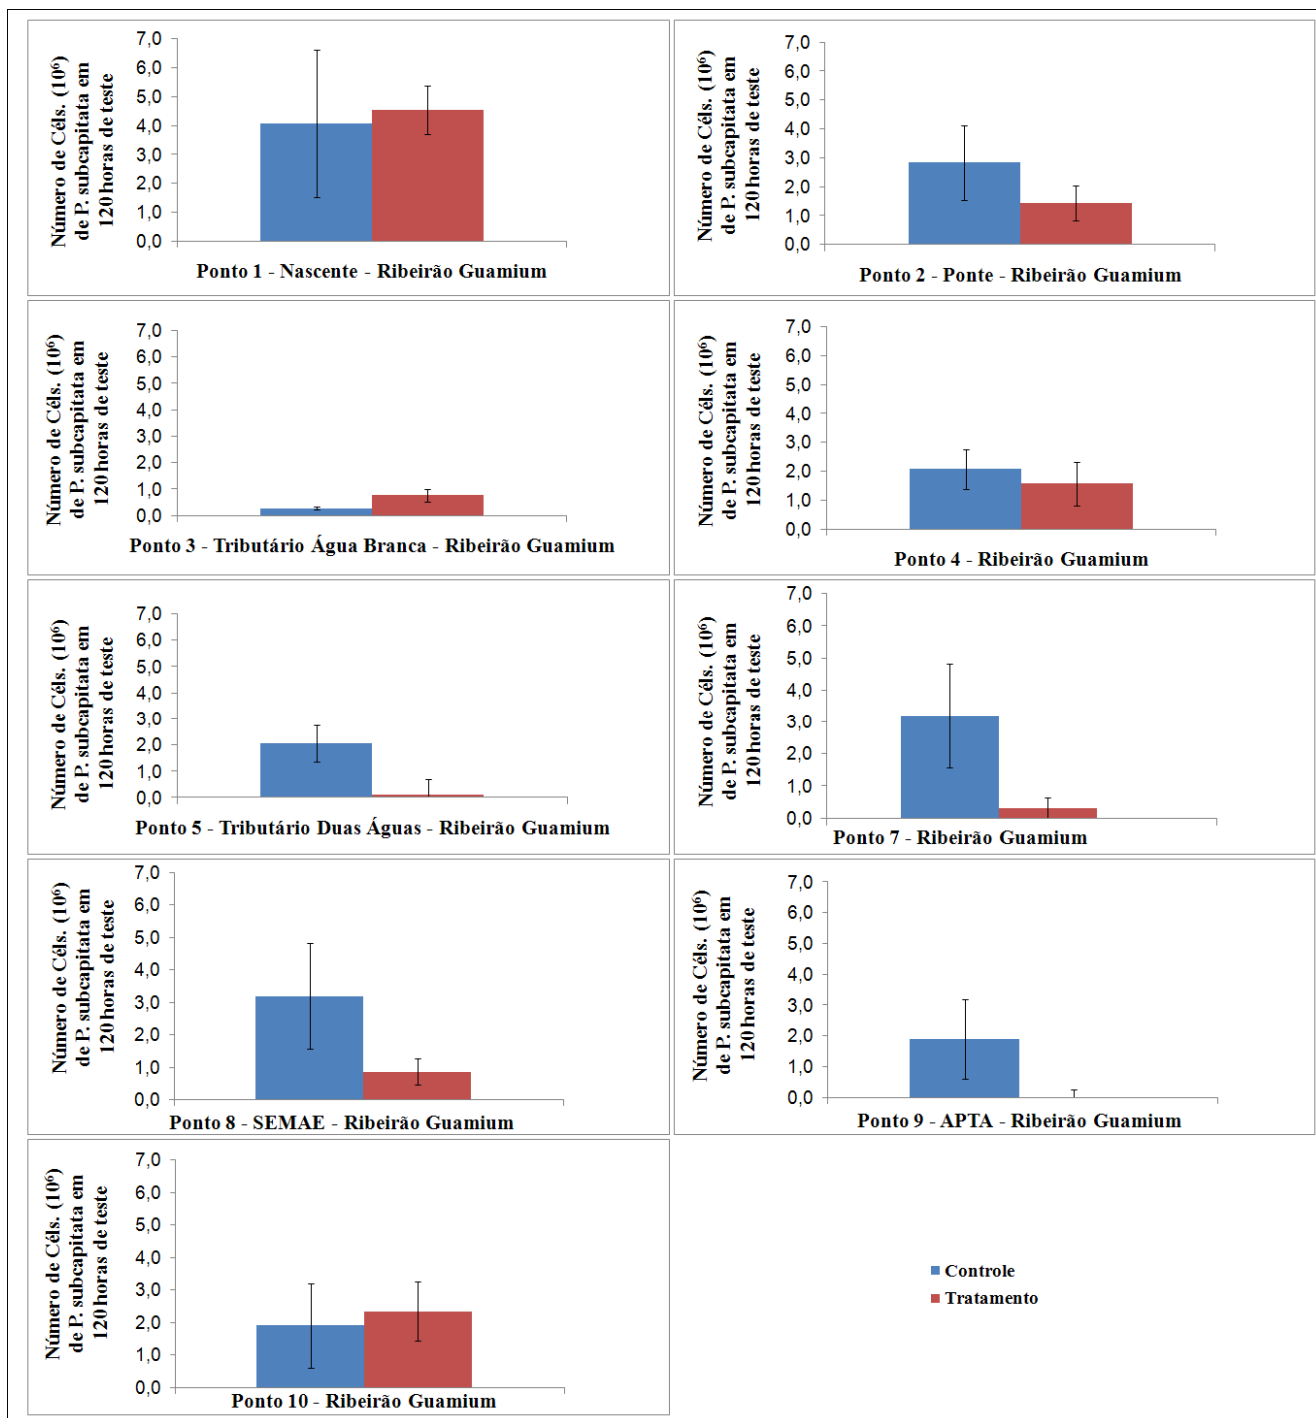 Número de Céls. (10⁶)
de P. subcapitata em
120 horas de teste
7,0
6,0
5,0
4,0
3,0
2,0
1,0
0,0
Ponto 1 - Nascente - Ribeirão Guamium
Número de Céls. (10⁶)
de P. subcapitata em
120 horas de teste
7,0
6,0
5,0
4,0
3,0
2,0
1,0
0,0
Ponto 2 - Ponte - Ribeirão Guamium
Número de Céls. (10⁶)
de P. subcapitata em
120 horas de teste
7,0
6,0
5,0
4,0
3,0
2,0
1,0
0,0
Ponto 3 - Tributário Água Branca - Ribeirão Guamium
Número de Céls. (10⁶)
de P. subcapitata em
120 horas de teste
7,0
6,0
5,0
4,0
3,0
2,0
1,0
0,0
Ponto 4 - Ribeirão Guamium
Número de Céls. (10⁶)
de P. subcapitata em
120 horas de teste
7,0
6,0
5,0
4,0
3,0
2,0
1,0
0,0
Ponto 5 - Tributário Duas Águas - Ribeirão Guamium
Número de Céls. (10⁶)
de P. subcapitata em
120 horas de teste
7,0
6,0
5,0
4,0
3,0
2,0
1,0
0,0
Ponto 7 - Ribeirão Guamium
Número de Céls. (10⁶)
de P. subcapitata em
120 horas de teste
7,0
6,0
5,0
4,0
3,0
2,0
1,0
0,0
Ponto 8 - SEMAE - Ribeirão Guamium
Número de Céls. (10⁶)
de P. subcapitata em
120 horas de teste
7,0
6,0
5,0
4,0
3,0
2,0
1,0
0,0
Ponto 9 - APTA - Ribeirão Guamium
Número de Céls. (10⁶)
de P. subcapitata em
120 horas de teste
7,0
6,0
5,0
4,0
3,0
2,0
1,0
0,0
Ponto 10 - Ribeirão Guamium
Controle
Tratamento